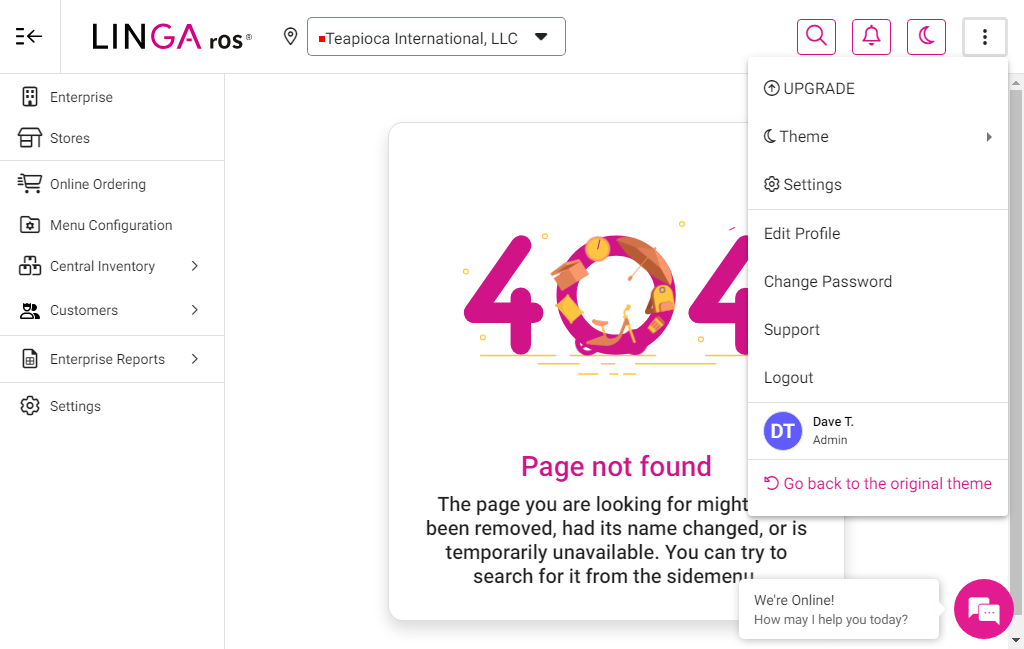 LINGA ros®
Teapioca International, LLC
UPGRADE
Enterprise
Theme
Stores
Online Ordering
Settings
Menu Configuration
Edit Profile
Central Inventory
Change Password
Customers
Support
Enterprise Reports
Logout
Settings
404
DT
Dave T.
Admin
Page not found
Go back to the original theme
The page you are looking for might
been removed, had its name changed, or is
temporarily unavailable. You can try to
search for it from the sidemenu
We're Online!
How may I help you today?